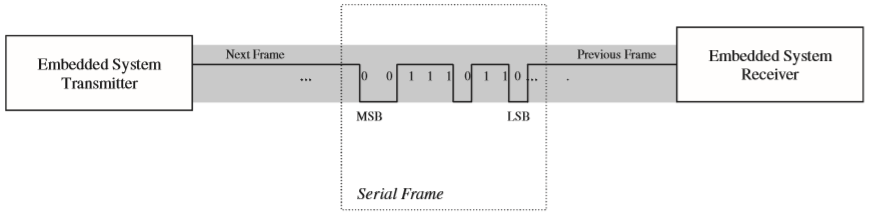 Embedded System
Transmitter
Next Frame
... 0 0 1 1 1 0 1 1 0 ... .
Previous Frame
Embedded System
Receiver
MSB
LSB
Serial Frame